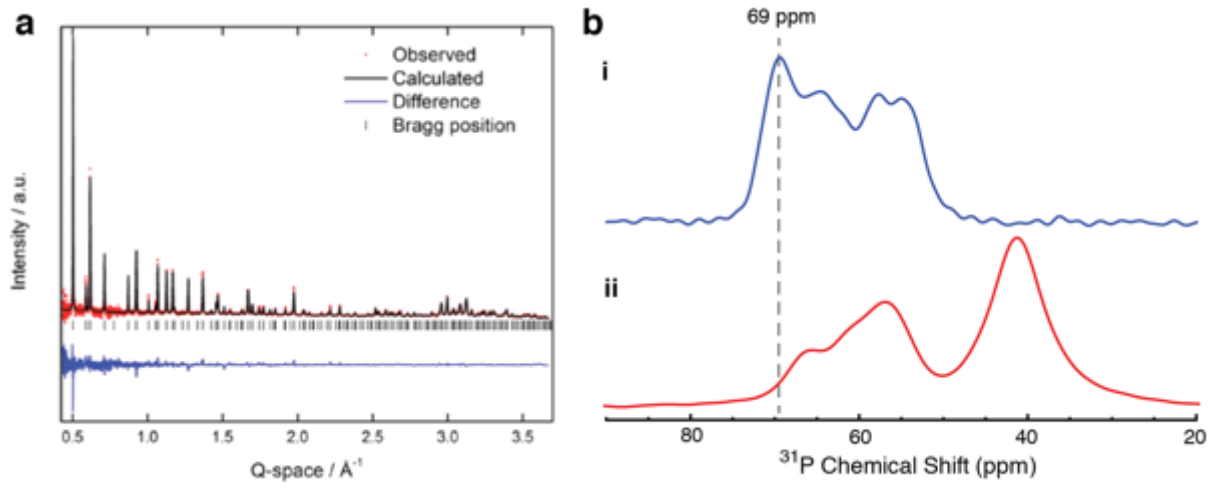 a
Observed
Calculated
Difference
Bragg position
Intensity / a.u.
0.5 1.0 1.5 2.0 2.5 3.0 3.5
Q-space / Å⁻¹
b
69 ppm
i
ii
80 60 40 20
³¹P Chemical Shift (ppm)